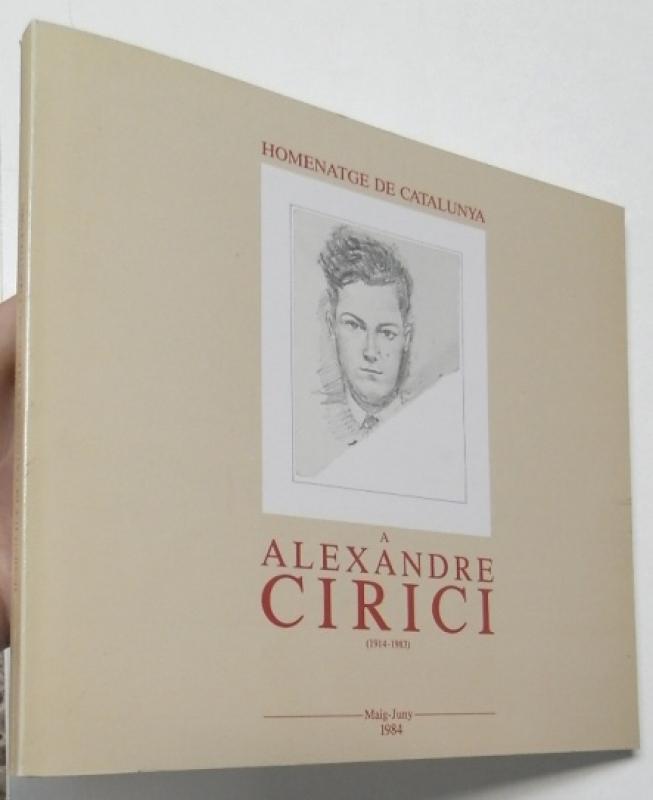 HOMENATGE DE CATALUNYA
A
ALEXANDRE
CIRICI
(1914-1983)
Maig-Juny
1984